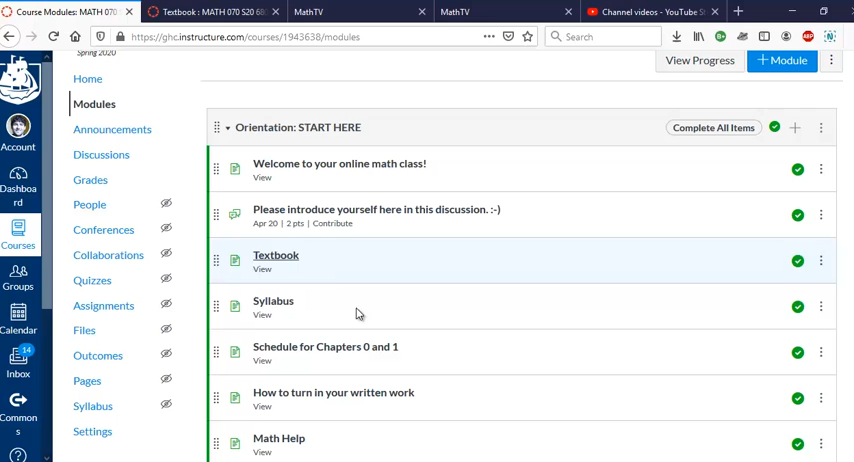 Course Modules: MATH 070
Textbook : MATH 070 S20 68
MathTV
MathTV
Channel videos - YouTube S
https://ghc.instructure.com/courses/1943638/modules
Search
Spring 2020
Home
Modules
Announcements
Discussions
Grades
People
Conferences
Collaborations
Quizzes
Assignments
Files
Outcomes
Pages
Syllabus
Settings
Account
Dashboa
rd
Courses
Groups
Calendar
14
Inbox
Common
s
View Progress
+ Module
Orientation: START HERE
Complete All Items
Welcome to your online math class!
View
Please introduce yourself here in this discussion. :-)
Apr 20 | 2 pts | Contribute
Textbook
View
Syllabus
View
Schedule for Chapters 0 and 1
View
How to turn in your written work
View
Math Help
View